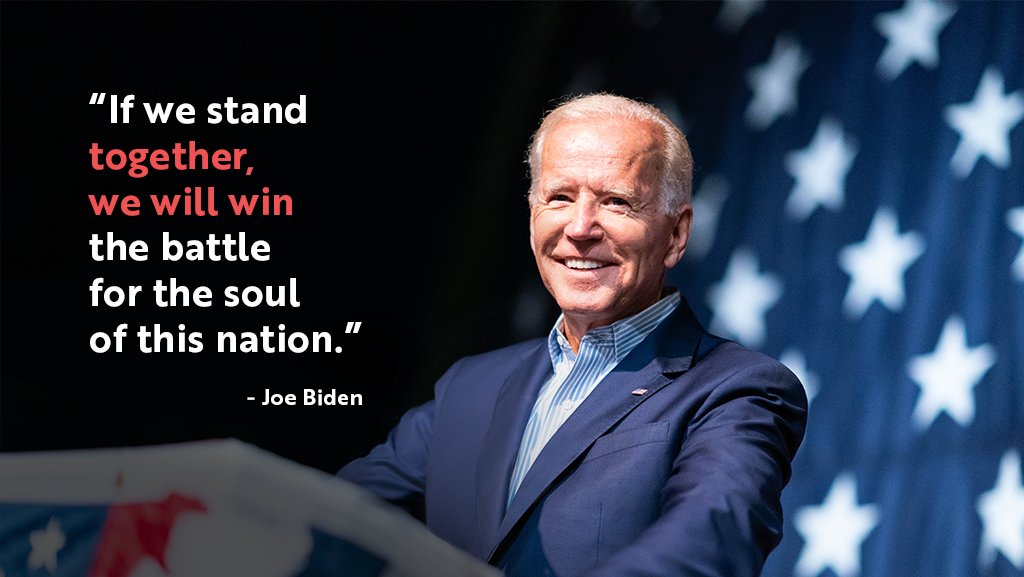 “If we stand
together,
we will win
the battle
for the soul
of this nation.”
- Joe Biden